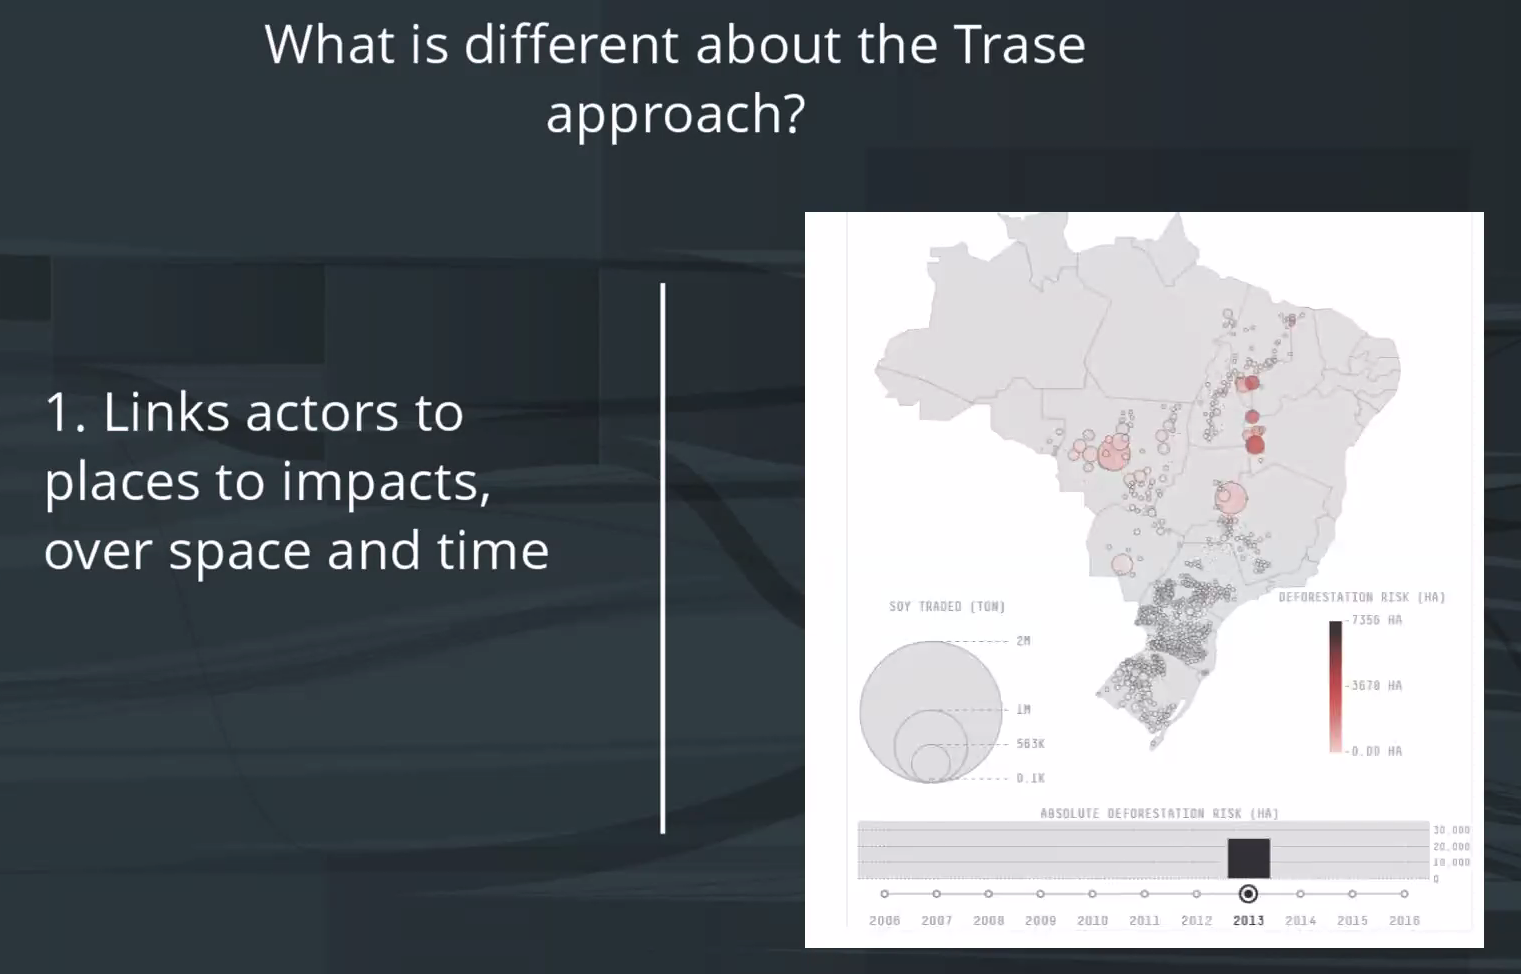 What is different about the Trase
approach?
1. Links actors to
places to impacts,
over space and time
SOY TRADED (TON)
2M
1M
503K
0.1K
DEFORESTATION RISK (HA)
-7356 HA
-3678 HA
-0.00 HA
ABSOLUTE DEFORESTATION RISK (HA)
30.000
20.000
10.000
0
2006 2007 2008 2009 2010 2011 2012 2013 2014 2015 2016